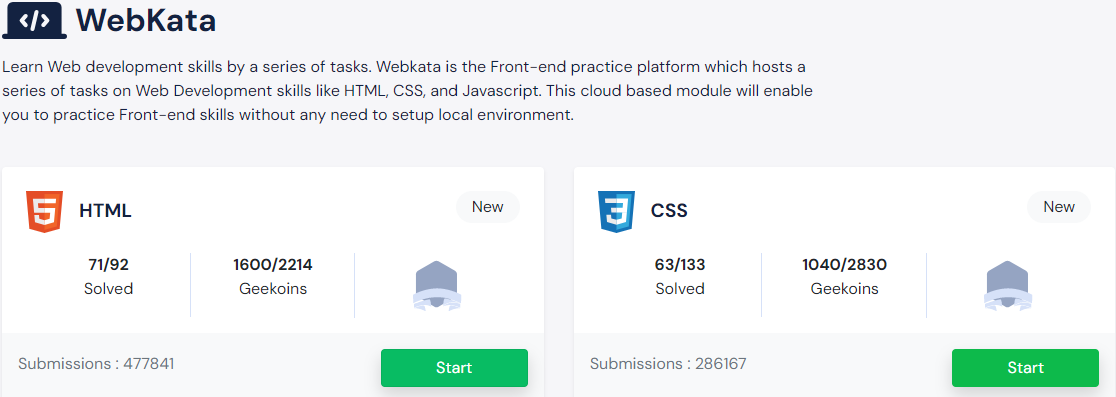 </> WebKata
Learn Web development skills by a series of tasks. Webkata is the Front-end practice platform which hosts a
series of tasks on Web Development skills like HTML, CSS, and Javascript. This cloud based module will enable
you to practice Front-end skills without any need to setup local environment.
5 HTML New
71/92 1600/2214
Solved Geekoins
Submissions : 477841 Start
3 CSS New
63/133 1040/2830
Solved Geekoins
Submissions : 286167 Start